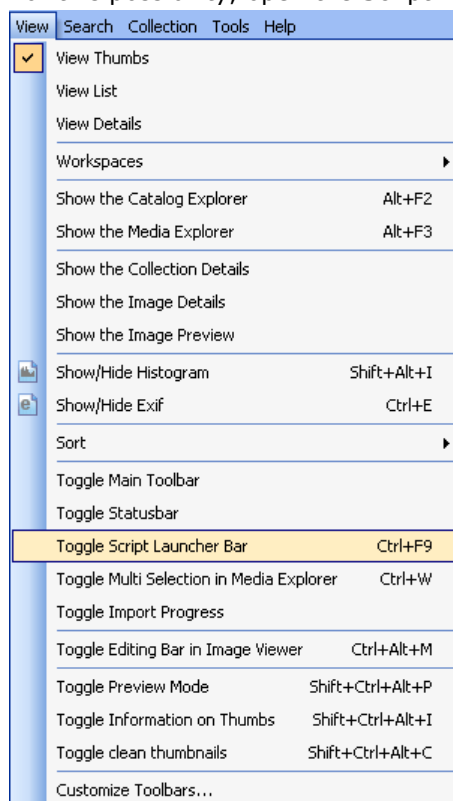 View Search Collection Tools Help
View Thumbs
View List
View Details
Workspaces
Show the Catalog Explorer Alt+F2
Show the Media Explorer Alt+F3
Show the Collection Details
Show the Image Details
Show the Image Preview
Show/Hide Histogram Shift+Alt+I
Show/Hide Exif Ctrl+E
Sort
Toggle Main Toolbar
Toggle Statusbar
Toggle Script Launcher Bar Ctrl+F9
Toggle Multi Selection in Media Explorer Ctrl+W
Toggle Import Progress
Toggle Editing Bar in Image Viewer Ctrl+Alt+M
Toggle Preview Mode Shift+Ctrl+Alt+P
Toggle Information on Thumbs Shift+Ctrl+Alt+I
Toggle clean thumbnails Shift+Ctrl+Alt+C
Customize Toolbars...